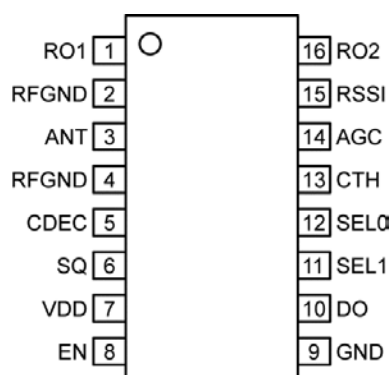 RO1 1 16 RO2
RFGND 2 15 RSSI
ANT 3 14 AGC
RFGND 4 13 CTH
CDEC 5 12 SEL0
SQ 6 11 SEL1
VDD 7 10 DO
EN 8 9 GND